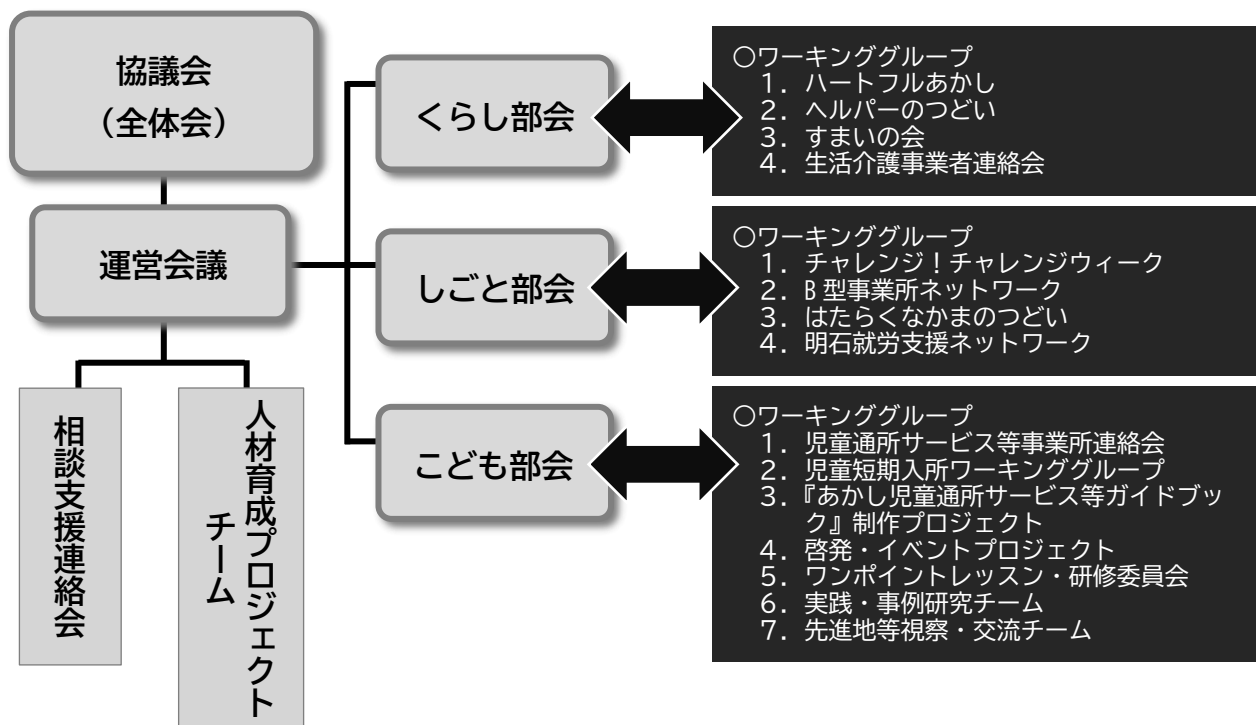 協議会
（全体会）
運営会議
相談支援連絡会
人材育成プロジェクト
チーム
くらし部会
○ワーキンググループ
1．ハートフルあかし
2．ヘルパーのつどい
3．すまいの会
4．生活介護事業者連絡会
しごと部会
○ワーキンググループ
1．チャレンジ！チャレンジウィーク
2．B型事業所ネットワーク
3．はたらくなかまのつどい
4．明石就労支援ネットワーク
こども部会
○ワーキンググループ
1．児童通所サービス等事業所連絡会
2．児童短期入所ワーキンググループ
3．『あかし児童通所サービス等ガイドブッ
ク』制作プロジェクト
4．啓発・イベントプロジェクト
5．ワンポイントレッスン・研修委員会
6．実践・事例研究チーム
7．先進地等視察・交流チーム